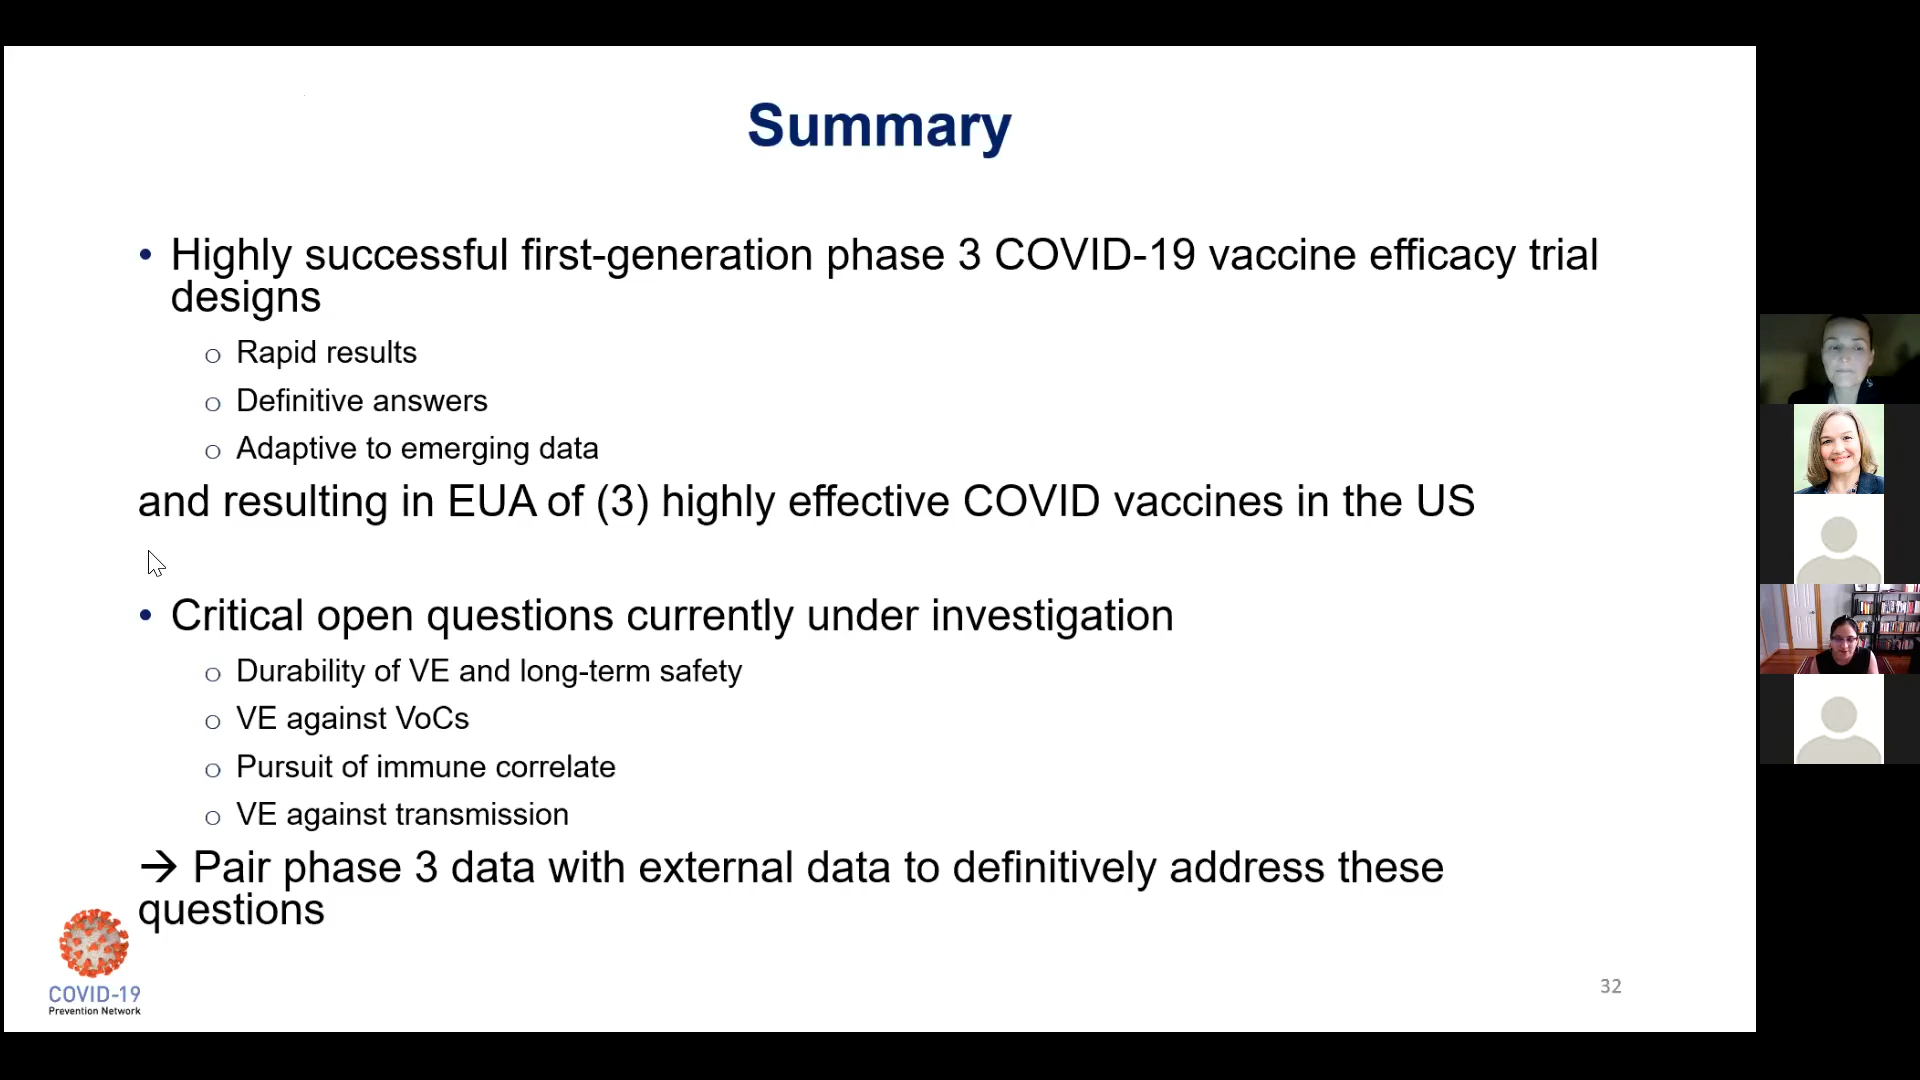 Summary
• Highly successful first-generation phase 3 COVID-19 vaccine efficacy trial
designs
o Rapid results
o Definitive answers
o Adaptive to emerging data
and resulting in EUA of (3) highly effective COVID vaccines in the US
• Critical open questions currently under investigation
o Durability of VE and long-term safety
o VE against VoCs
o Pursuit of immune correlate
o VE against transmission
→ Pair phase 3 data with external data to definitively address these
questions
COVID-19
Prevention Network
32